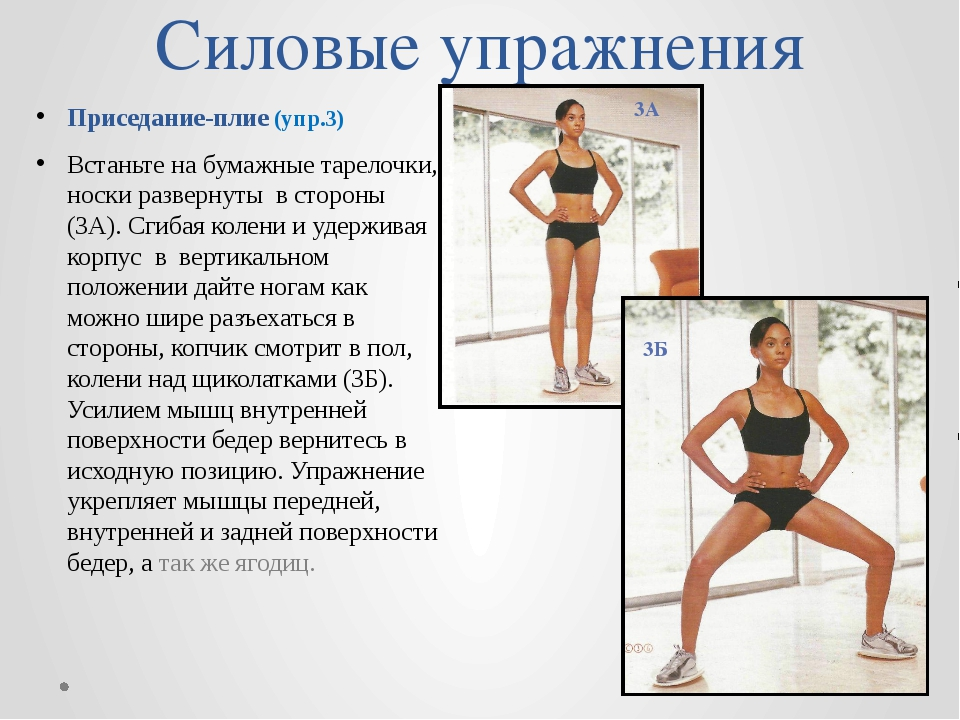 Силовые упражнения
• Приседание-плие (упр.3)
• Встаньте на бумажные тарелочки,
носки развернуты в стороны
(3А). Сгибая колени и удерживая
корпус в вертикальном
положении дайте ногам как
можно шире разъехаться в
стороны, копчик смотрит в пол,
колени над щиколатками (3Б).
Усилием мышц внутренней
поверхности бедер вернитесь в
исходную позицию. Упражнение
укрепляет мышцы передней,
внутренней и задней поверхности
бедер, а так же ягодиц.
3А
3Б